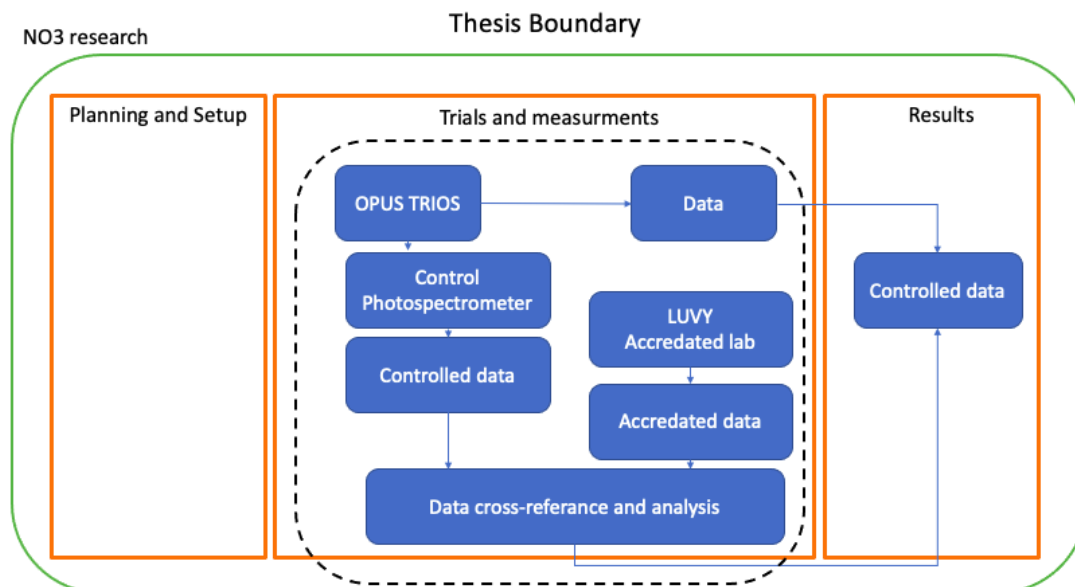 Thesis Boundary
NO3 research
Planning and Setup
Trials and measurments
Results
OPUS TRIOS
Data
Control
Photospectrometer
Controlled data
LUVY
Accredated lab
Controlled data
Accredated data
Data cross-referance and analysis